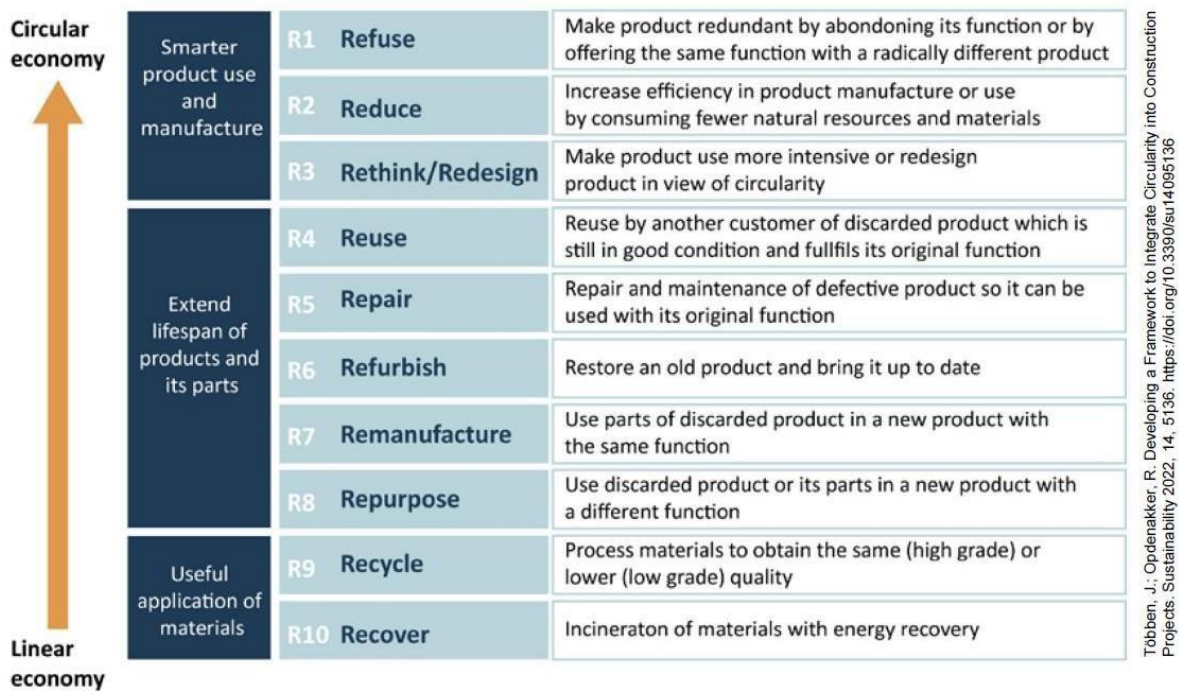 Circular
economy
Linear
economy
Smarter
product use
and
manufacture
R1 Refuse
Make product redundant by abondoning its function or by
offering the same function with a radically different product
R2 Reduce
Increase efficiency in product manufacture or use
by consuming fewer natural resources and materials
R3 Rethink/Redesign
Make product use more intensive or redesign
product in view of circularity
Extend
lifespan of
products and
its parts
R4 Reuse
Reuse by another customer of discarded product which is
still in good condition and fullfils its original function
R5 Repair
Repair and maintenance of defective product so it can be
used with its original function
R6 Refurbish
Restore an old product and bring it up to date
R7 Remanufacture
Use parts of discarded product in a new product with
the same function
R8 Repurpose
Use discarded product or its parts in a new product with
a different function
Useful
application of
materials
R9 Recycle
Process materials to obtain the same (high grade) or
lower (low grade) quality
R10 Recover
Incineraton of materials with energy recovery
Többen, J.; Opdenakker, R. Developing a Framework to Integrate Circularity into Construction
Projects. Sustainability 2022, 14, 5136. https://doi.org/10.3390/su14095136